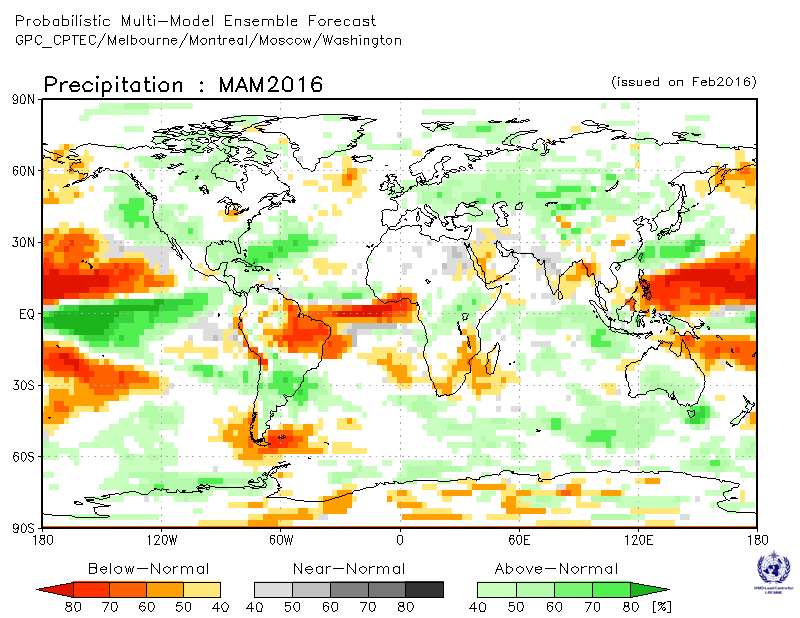 Probabilistic Multi-Model Ensemble Forecast
GPC_CPTEC/Melbourne/Montreal/Moscow/Washington
Precipitation : MAM2016
(issued on Feb2016)
90N
60N
30N
EQ
30S
60S
90S
180 120W 60W 0 60E 120E 180
Below-Normal Near-Normal Above-Normal
80 70 60 50 40 40 50 60 70 80 40 50 60 70 80 [%]